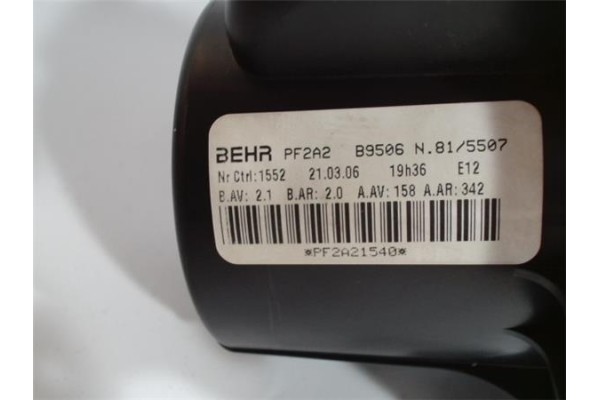 BEHR PF2A2 B9506 N.81/5507
Nr Ctrl:1552 21.03.06 19h36 E12
B.AV: 2.1 B.AR: 2.0 A.AV: 158 A.AR: 342
*PF2A21540*